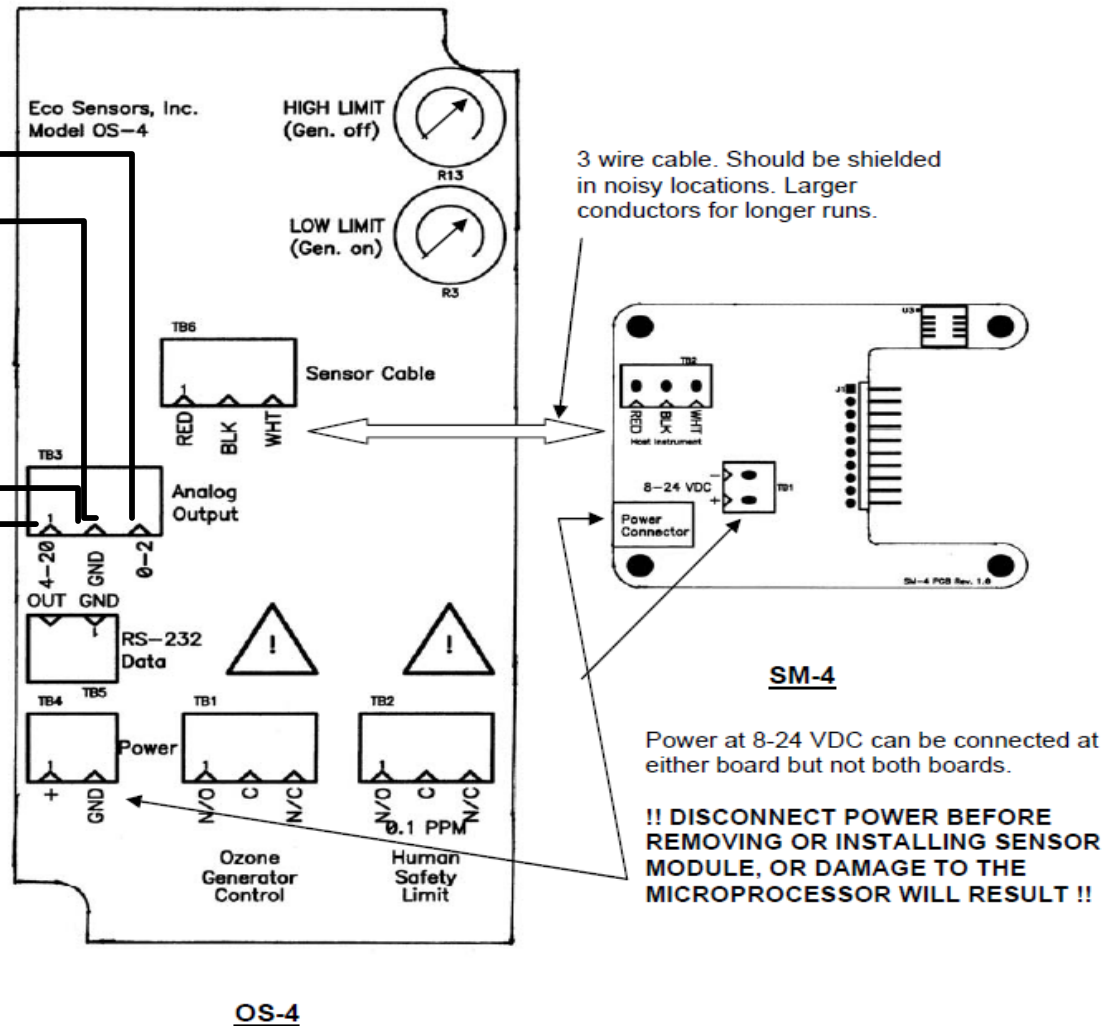 Eco Sensors, Inc.
Model OS-4
HIGH LIMIT
(Gen. off)
R13
LOW LIMIT
(Gen. on)
R3
TB6
1
Sensor Cable
RED
BLK
WHT
TB3
1
Analog
Output
4-20
GND
0-2
OUT GND
1
RS-232
Data
TB5
TB4
1
Power
+
GND
!
TB1
1
N/O
C
N/C
Ozone
Generator
Control
!
TB2
1
N/O
C
N/C
0.1 PPM
Human
Safety
Limit
OS-4
3 wire cable. Should be shielded
in noisy locations. Larger
conductors for longer runs.
U3
TB2
RED
BLK
WHT
Host Instrument
J1
8-24 VDC
-
+
TB1
Power
Connector
SM-4 PCB Rev. 1.0
SM-4
Power at 8-24 VDC can be connected at
either board but not both boards.
!! DISCONNECT POWER BEFORE
REMOVING OR INSTALLING SENSOR
MODULE, OR DAMAGE TO THE
MICROPROCESSOR WILL RESULT !!